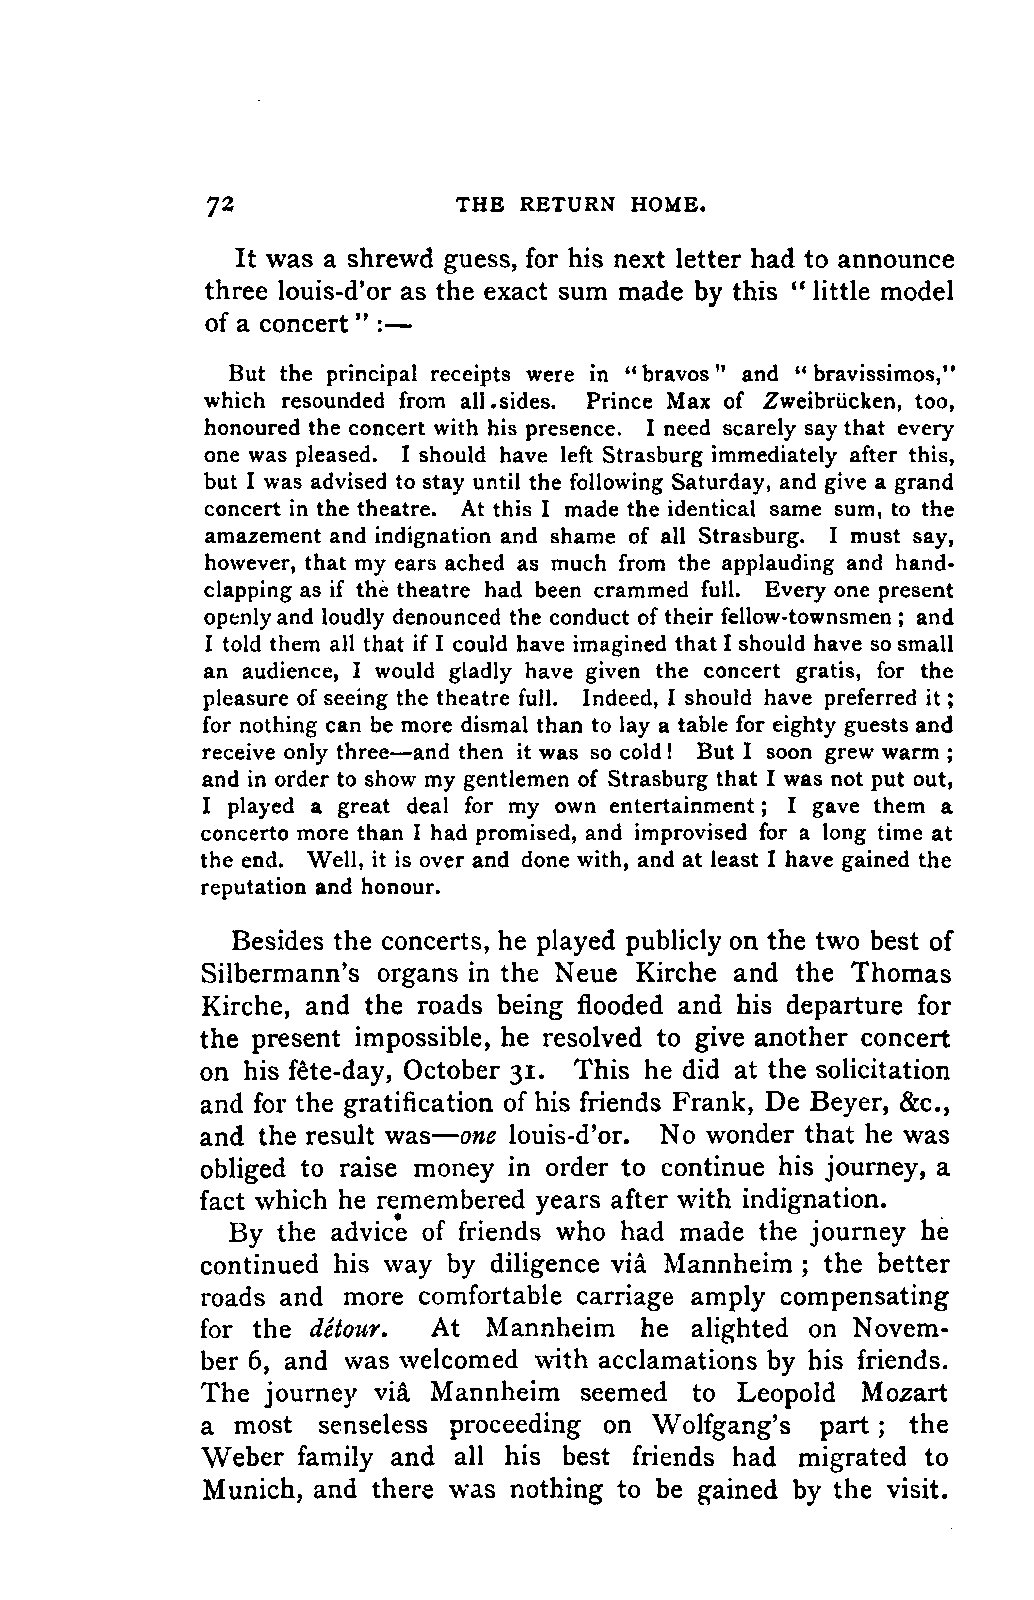 72 THE RETURN HOME.
It was a shrewd guess, for his next letter had to announce
three louis-d'or as the exact sum made by this " little model
of a concert " :—
But the principal receipts were in " bravos " and " bravissimos,"
which resounded from all.sides. Prince Max of Zweibrücken, too,
honoured the concert with his presence. I need scarely say that every
one was pleased. I should have left Strasburg immediately after this,
but I was advised to stay until the following Saturday, and give a grand
concert in the theatre. At this I made the identical same sum, to the
amazement and indignation and shame of all Strasburg. I must say,
however, that my ears ached as much from the applauding and hand-
clapping as if the theatre had been crammed full. Every one present
openly and loudly denounced the conduct of their fellow-townsmen ; and
I told them all that if I could have imagined that I should have so small
an audience, I would gladly have given the concert gratis, for the
pleasure of seeing the theatre full. Indeed, I should have preferred it ;
for nothing can be more dismal than to lay a table for eighty guests and
receive only three—and then it was so cold ! But I soon grew warm ;
and in order to show my gentlemen of Strasburg that I was not put out,
I played a great deal for my own entertainment ; I gave them a
concerto more than I had promised, and improvised for a long time at
the end. Well, it is over and done with, and at least I have gained the
reputation and honour.
Besides the concerts, he played publicly on the two best of
Silbermann's organs in the Neue Kirche and the Thomas
Kirche, and the roads being flooded and his departure for
the present impossible, he resolved to give another concert
on his fête-day, October 31. This he did at the solicitation
and for the gratification of his friends Frank, De Beyer, &c.,
and the result was—one louis-d'or. No wonder that he was
obliged to raise money in order to continue his journey, a
fact which he remembered years after with indignation.
By the advice of friends who had made the journey he
continued his way by diligence viâ Mannheim ; the better
roads and more comfortable carriage amply compensating
for the détour. At Mannheim he alighted on Novem-
ber 6, and was welcomed with acclamations by his friends.
The journey viâ Mannheim seemed to Leopold Mozart
a most senseless proceeding on Wolfgang's part ; the
Weber family and all his best friends had migrated to
Munich, and there was nothing to be gained by the visit.